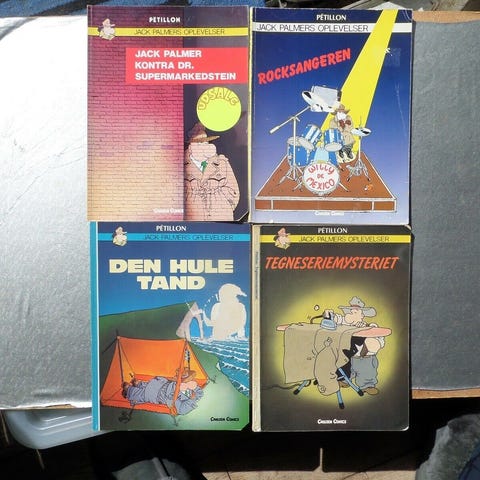 PÉTILLON
JACK PALMERS OPLEVELSER
JACK PALMER
KONTRA DR.
SUPERMARKEDSTEIN
UDSALG
CARLSEN COMICS
PÉTILLON
JACK PALMERS OPLEVELSER
ROCKSANGEREN
WILLY DE MEXICO
CARLSEN COMICS
PÉTILLON
JACK PALMERS OPLEVELSER
DEN HULE
TAND
CARLSEN COMICS
PÉTILLON
JACK PALMERS OPLEVELSER
TEGNESERIEMYSTERIET
CARLSEN COMICS